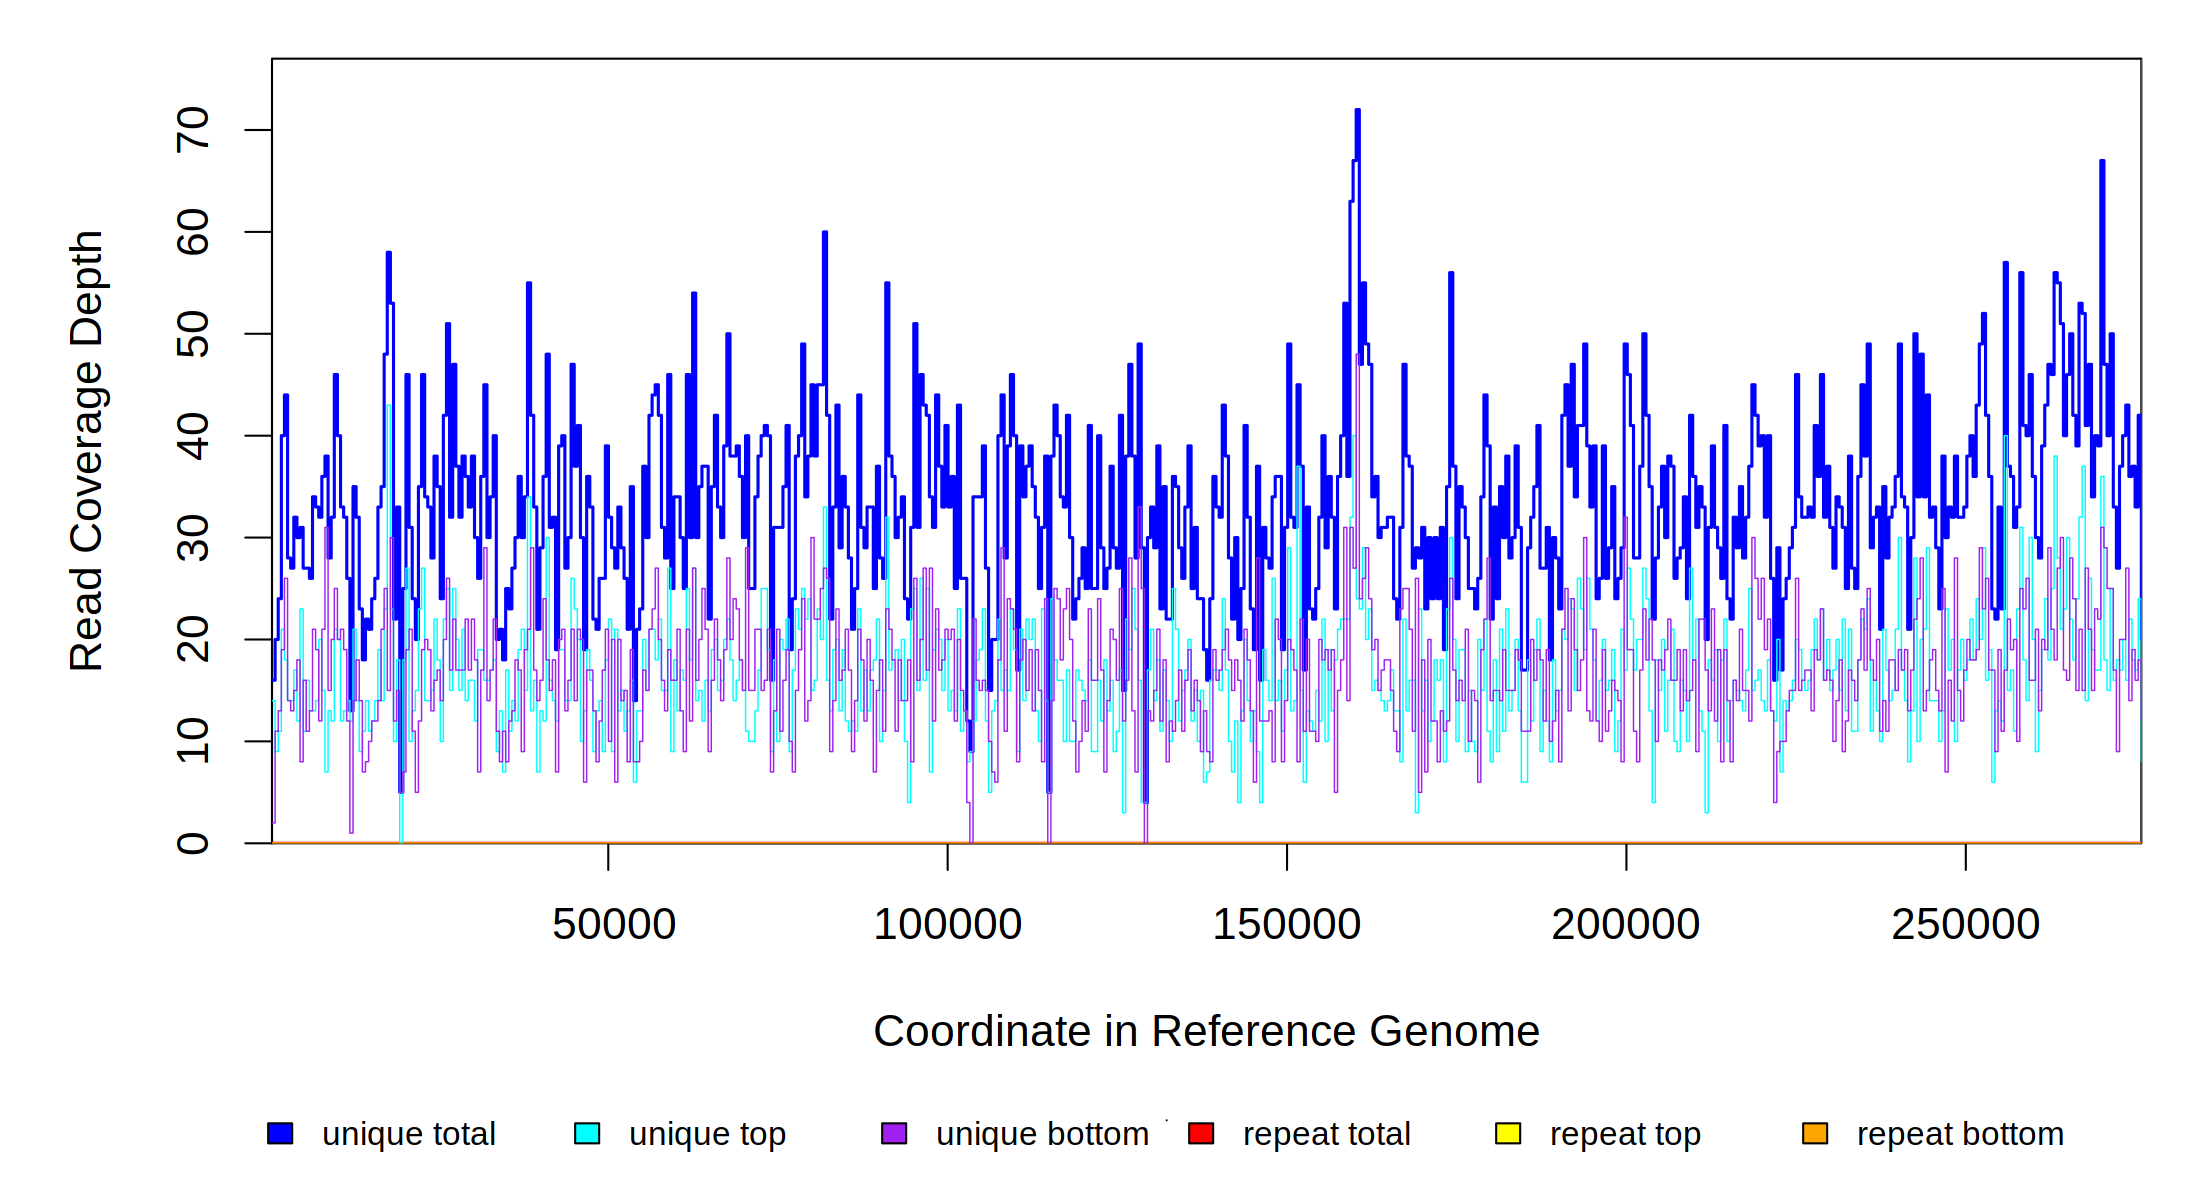 Read Coverage Depth
70
60
50
40
30
20
10
0
50000 100000 150000 200000 250000
Coordinate in Reference Genome
unique total unique top unique bottom repeat total repeat top repeat bottom